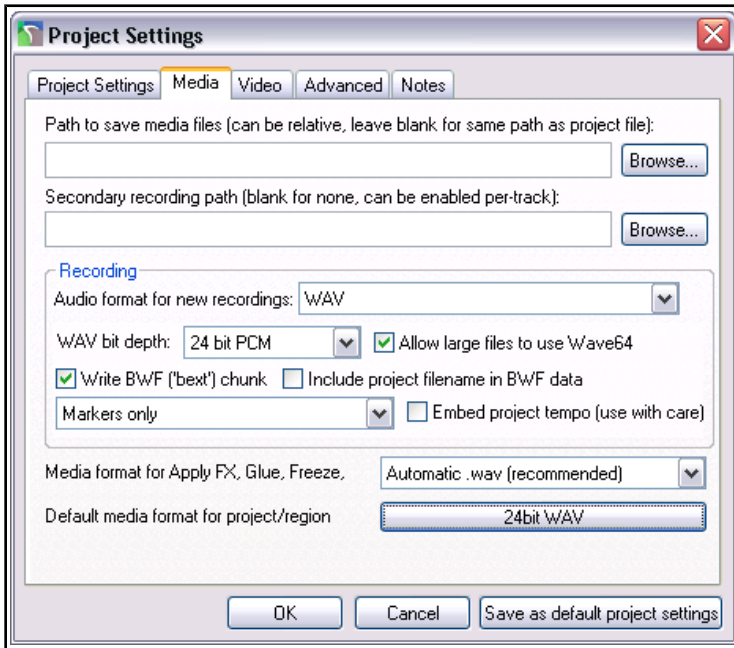 Project Settings
Project Settings Media Video Advanced Notes
Path to save media files (can be relative, leave blank for same path as project file):
Browse...
Secondary recording path (blank for none, can be enabled per-track):
Browse...
Recording
Audio format for new recordings: WAV
WAV bit depth: 24 bit PCM Allow large files to use Wave64
Write BWF ('bext') chunk Include project filename in BWF data
Markers only Embed project tempo (use with care)
Media format for Apply FX, Glue, Freeze, Automatic .wav (recommended)
Default media format for project/region 24bit WAV
OK Cancel Save as default project settings